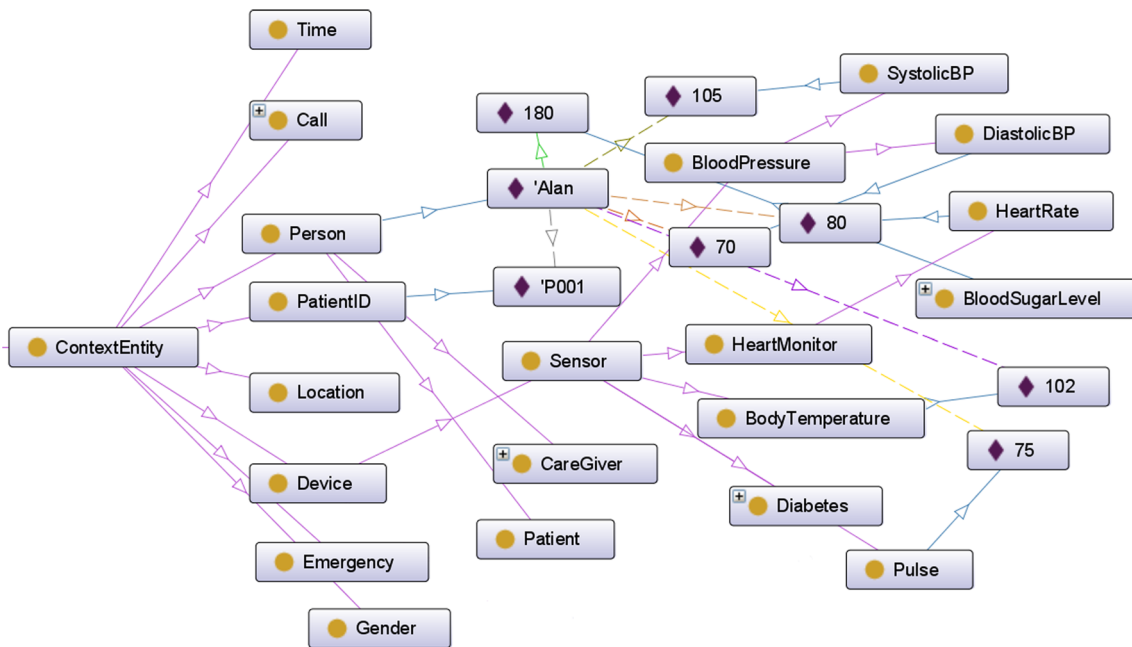 Time
SystolicBP
105
180
Call
DiastolicBP
BloodPressure
'Alan
HeartRate
80
Person
70
'P001
PatientID
BloodSugarLevel
HeartMonitor
ContextEntity
Sensor
102
Location
BodyTemperature
75
CareGiver
Device
Diabetes
Patient
Emergency
Pulse
Gender